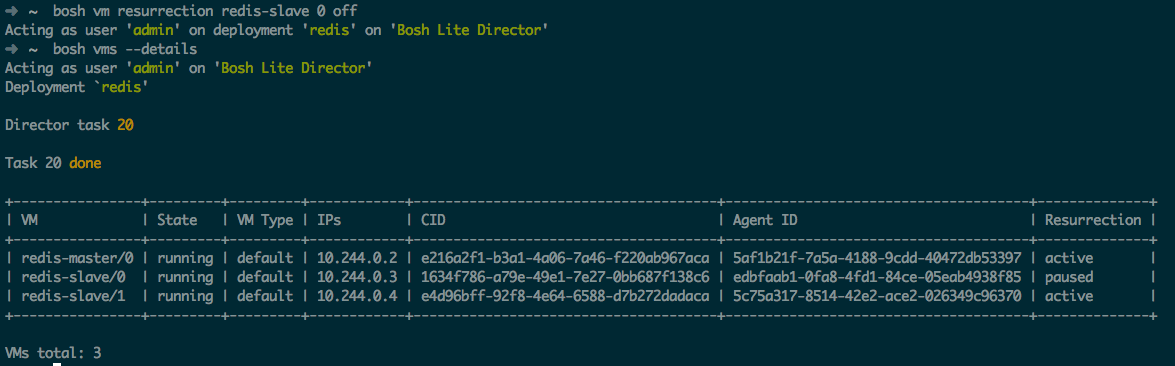 ➜ ~ bosh vm resurrection redis-slave 0 off
Acting as user 'admin' on deployment 'redis' on 'Bosh Lite Director'
➜ ~ bosh vms --details
Acting as user 'admin' on 'Bosh Lite Director'
Deployment `redis'
Director task 20
Task 20 done
+----------------+---------+---------+------------+--------------------------------------+--------------------------------------+--------------+
| VM | State | VM Type | IPs | CID | Agent ID | Resurrection |
+----------------+---------+---------+------------+--------------------------------------+--------------------------------------+--------------+
| redis-master/0 | running | default | 10.244.0.2 | e216a2f1-b3a1-4a06-7a46-f220ab967aca | 5af1b21f-7a5a-4188-9cdd-40472db53397 | active |
| redis-slave/0 | running | default | 10.244.0.3 | 1634f786-a79e-49e1-7e27-0bb687f138c6 | edbfaab1-0fa8-4fd1-84ce-05eab4938f85 | paused |
| redis-slave/1 | running | default | 10.244.0.4 | e4d96bff-92f8-4e64-6588-d7b272dadaca | 5c75a317-8514-42e2-ace2-026349c96370 | active |
+----------------+---------+---------+------------+--------------------------------------+--------------------------------------+--------------+
VMs total: 3